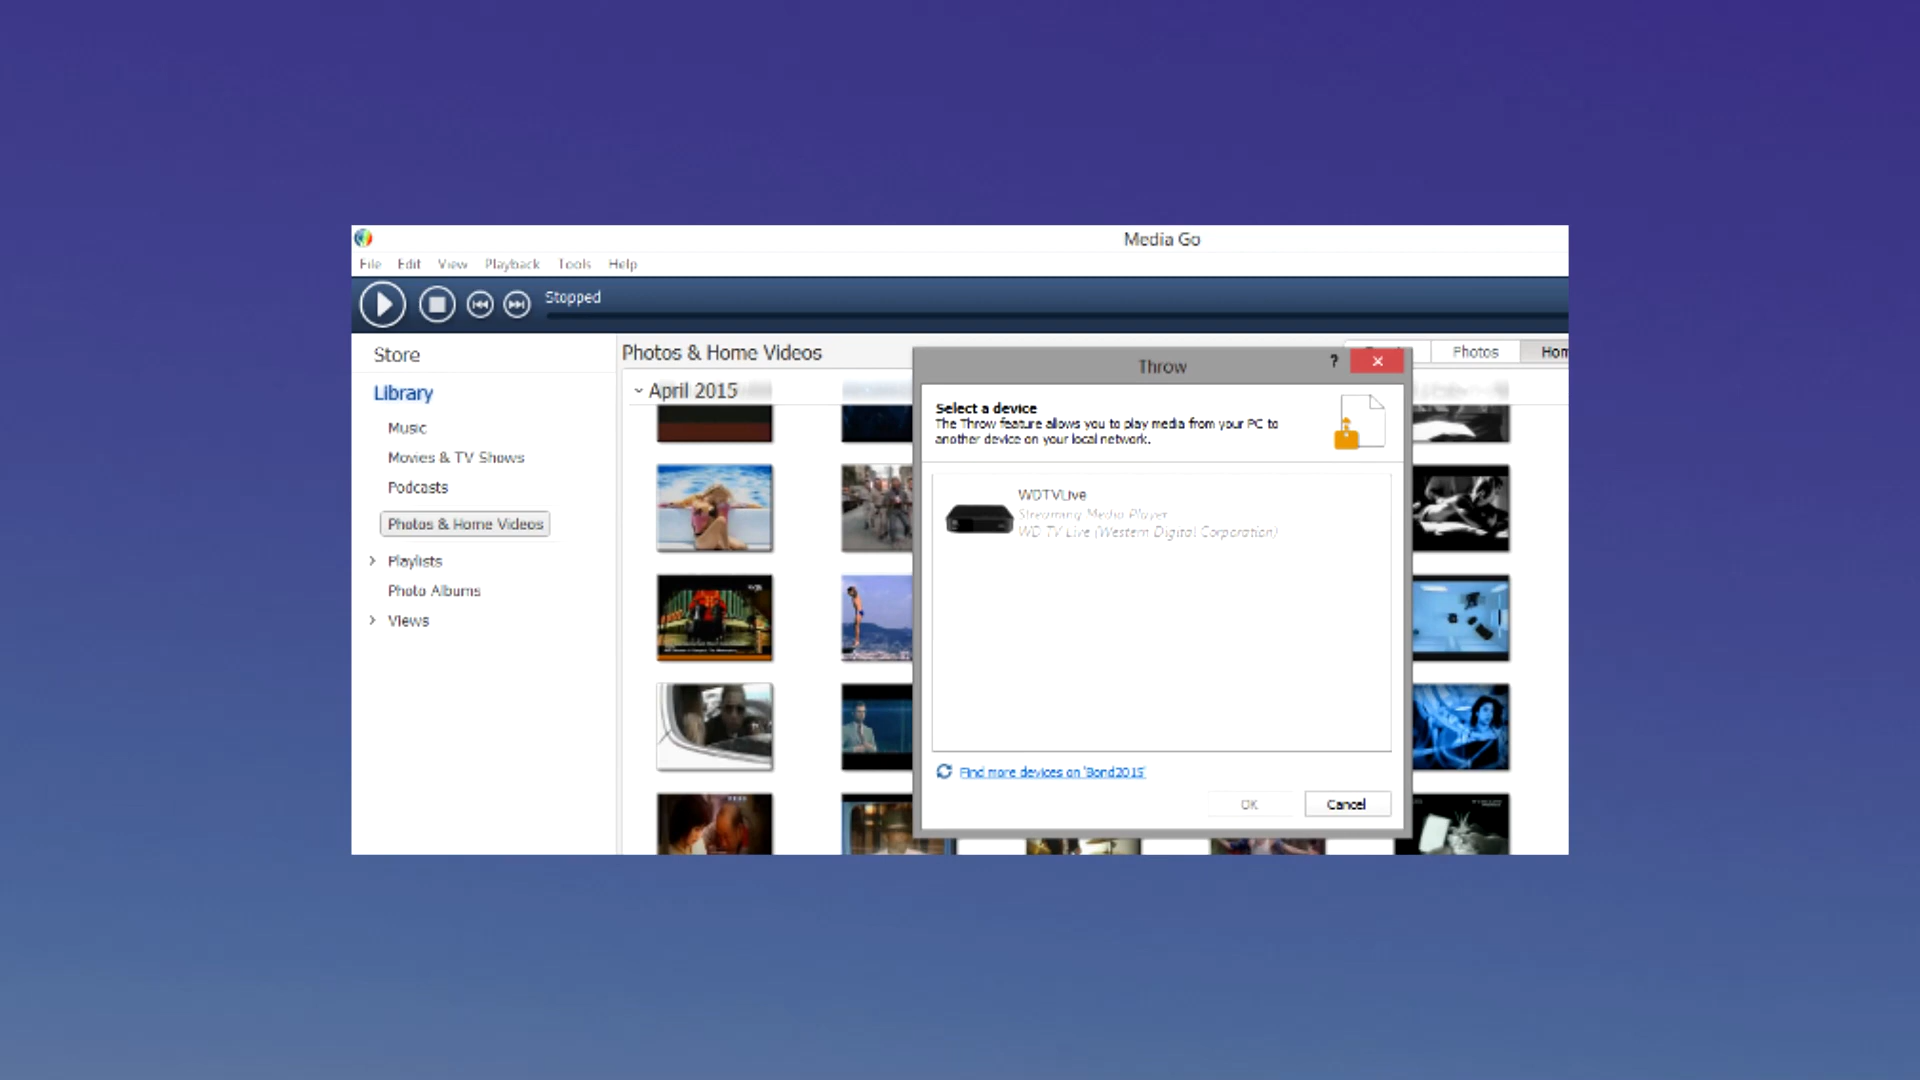 Media Go
File Edit View Playback Tools Help
Stopped
Store
Library
Music
Movies & TV Shows
Podcasts
Photos & Home Videos
Playlists
Photo Albums
Views
Photos & Home Videos
Photos
Hom
April 2015
Throw
?
Select a device
The Throw feature allows you to play media from your PC to
another device on your local network.
WDTVLive
Streaming Media Player
WD TV Live (Western Digital Corporation)
Find more devices on 'Bond2015'
OK Cancel